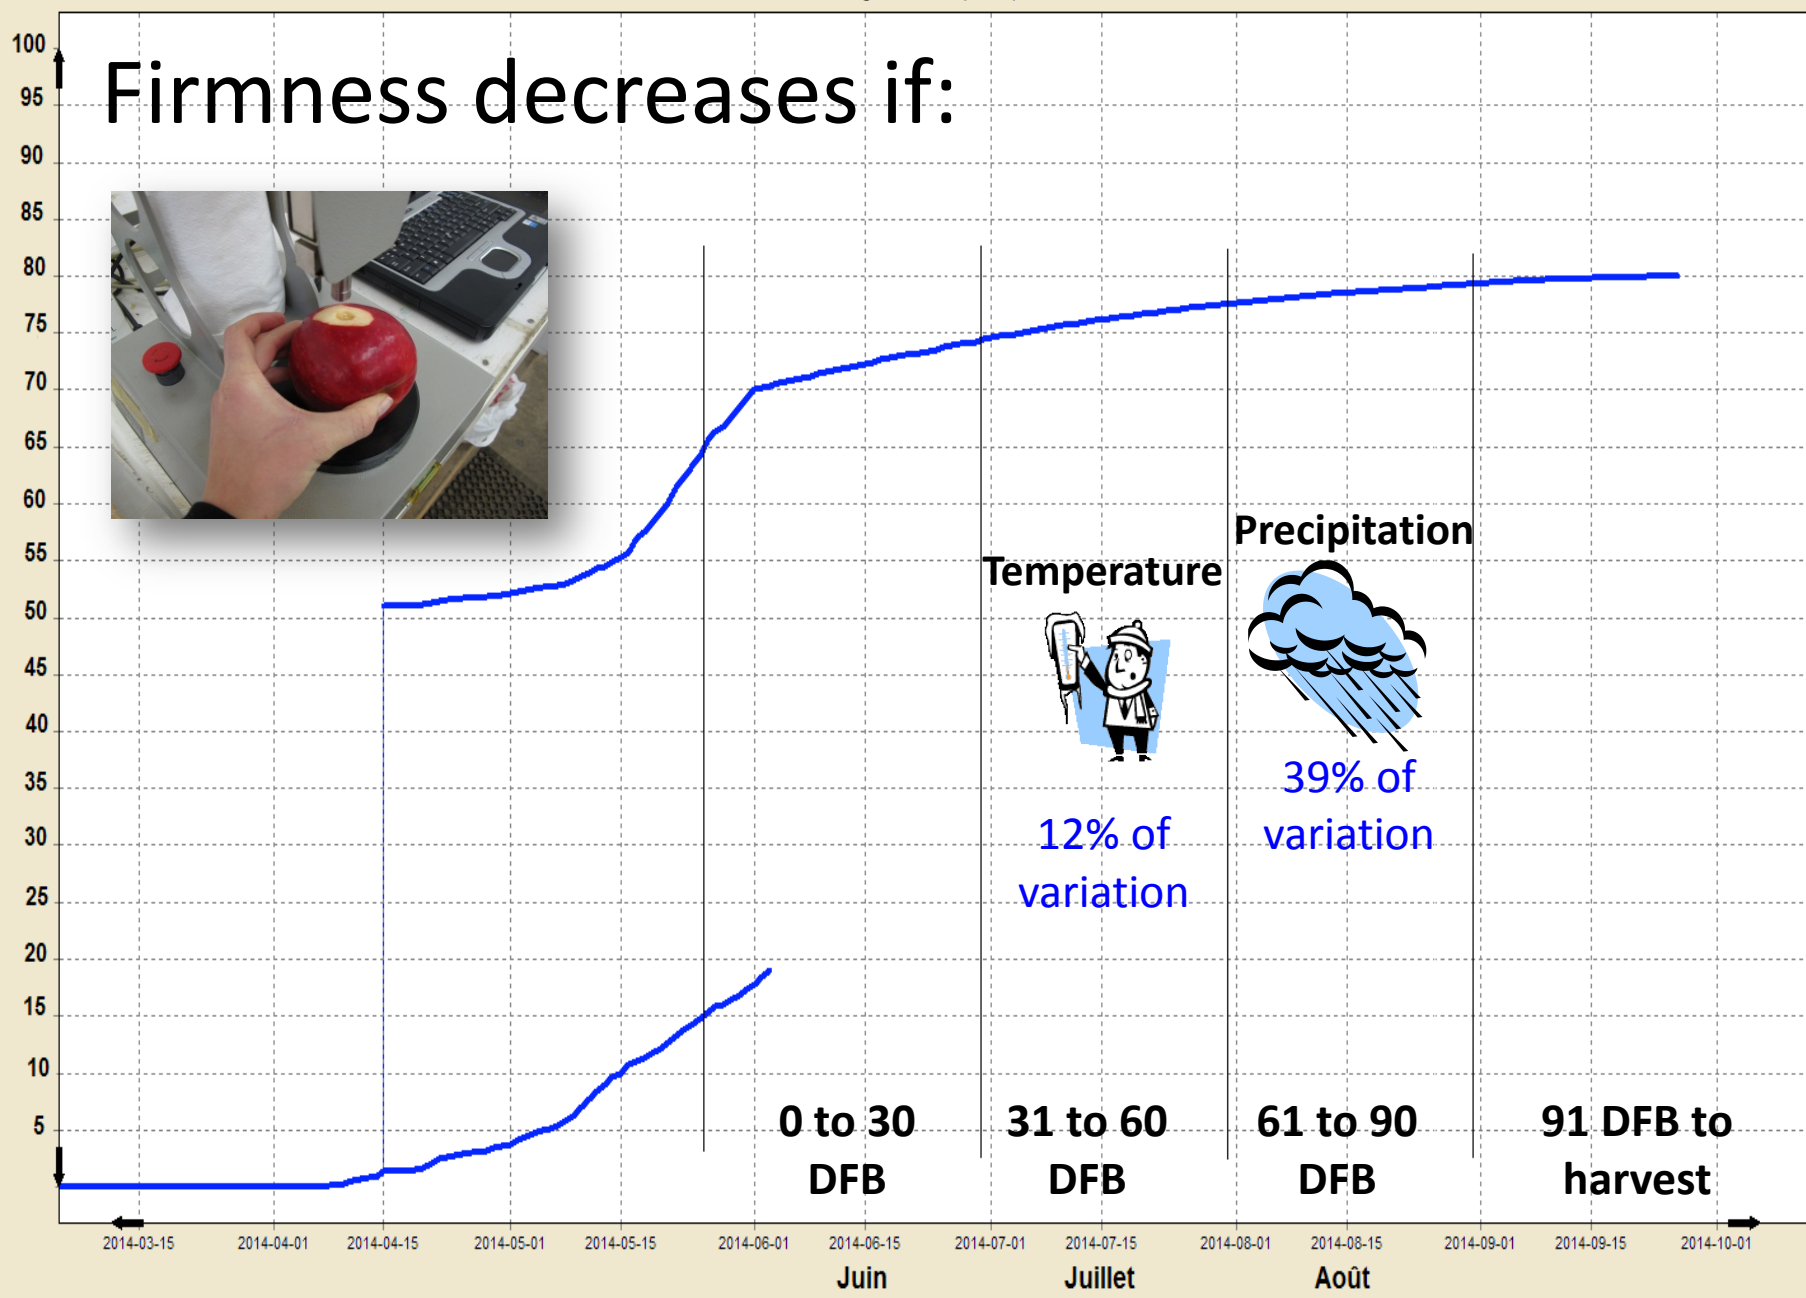 100
95
90
85
80
75
70
65
60
55
50
45
40
35
30
25
20
15
10
5
Firmness decreases if:
Temperature
12% of
variation
Precipitation
39% of
variation
0 to 30
DFB
31 to 60
DFB
61 to 90
DFB
91 DFB to
harvest
2014-03-15 2014-04-01 2014-04-15 2014-05-01 2014-05-15 2014-06-01 2014-06-15 2014-07-01 2014-07-15 2014-08-01 2014-08-15 2014-09-01 2014-09-15 2014-10-01
Juin Juillet Août